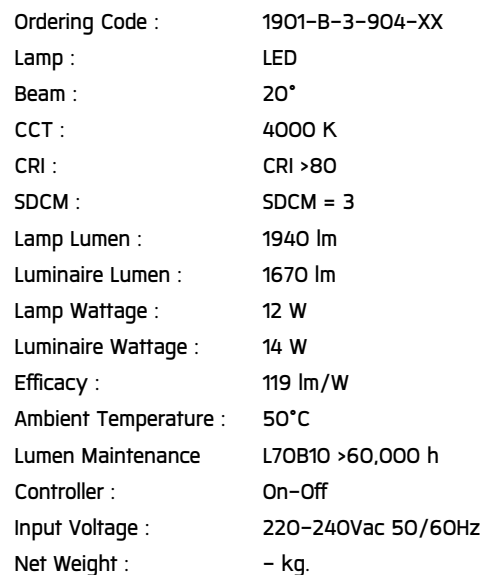 Ordering Code : 1901-B-3-904-XX
Lamp : LED
Beam : 20°
CCT : 4000 K
CRI : CRI >80
SDCM : SDCM = 3
Lamp Lumen : 1940 lm
Luminaire Lumen : 1670 lm
Lamp Wattage : 12 W
Luminaire Wattage : 14 W
Efficacy : 119 lm/W
Ambient Temperature : 50°C
Lumen Maintenance L70B10 >60,000 h
Controller : On-Off
Input Voltage : 220-240Vac 50/60Hz
Net Weight : - kg.